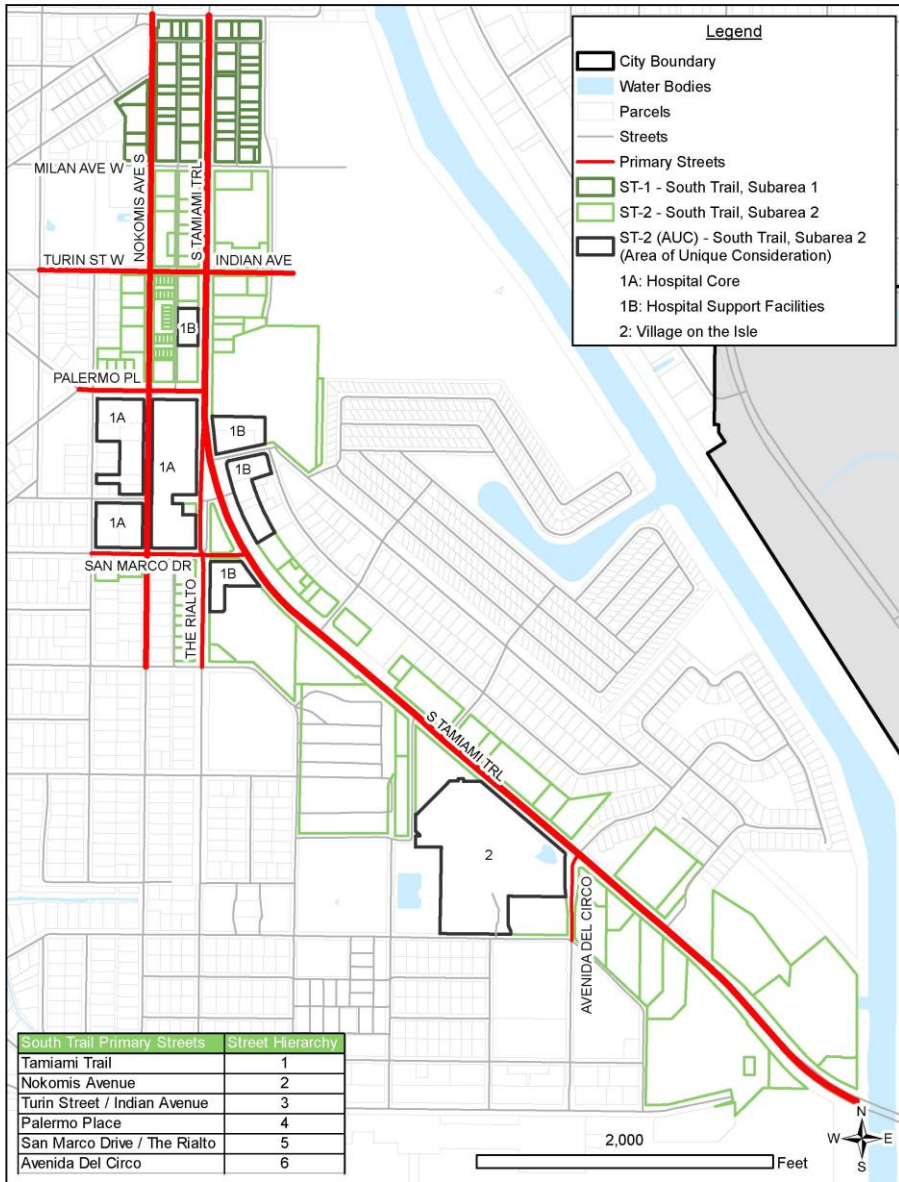 Legend
City Boundary
Water Bodies
Parcels
Streets
Primary Streets
ST-1 - South Trail, Subarea 1
ST-2 - South Trail, Subarea 2
ST-2 (AUC) - South Trail, Subarea 2
(Area of Unique Consideration)
1A: Hospital Core
1B: Hospital Support Facilities
2: Village on the Isle
MILAN AVE W
NOKOMIS AVE S
S TAMIAMI TRL
TURIN ST W
INDIAN AVE
1B
PALERMO PL
1A
1A
1B
1B
1A
SAN MARCO DR
1B
THE RIALTO
S TAMIAMI TRL
2
AVENIDA DEL CIRCO
South Trail Primary Streets Street Hierarchy
Tamiami Trail 1
Nokomis Avenue 2
Turin Street / Indian Avenue 3
Palermo Place 4
San Marco Drive / The Rialto 5
Avenida Del Circo 6
2,000
Feet
N
W E
S